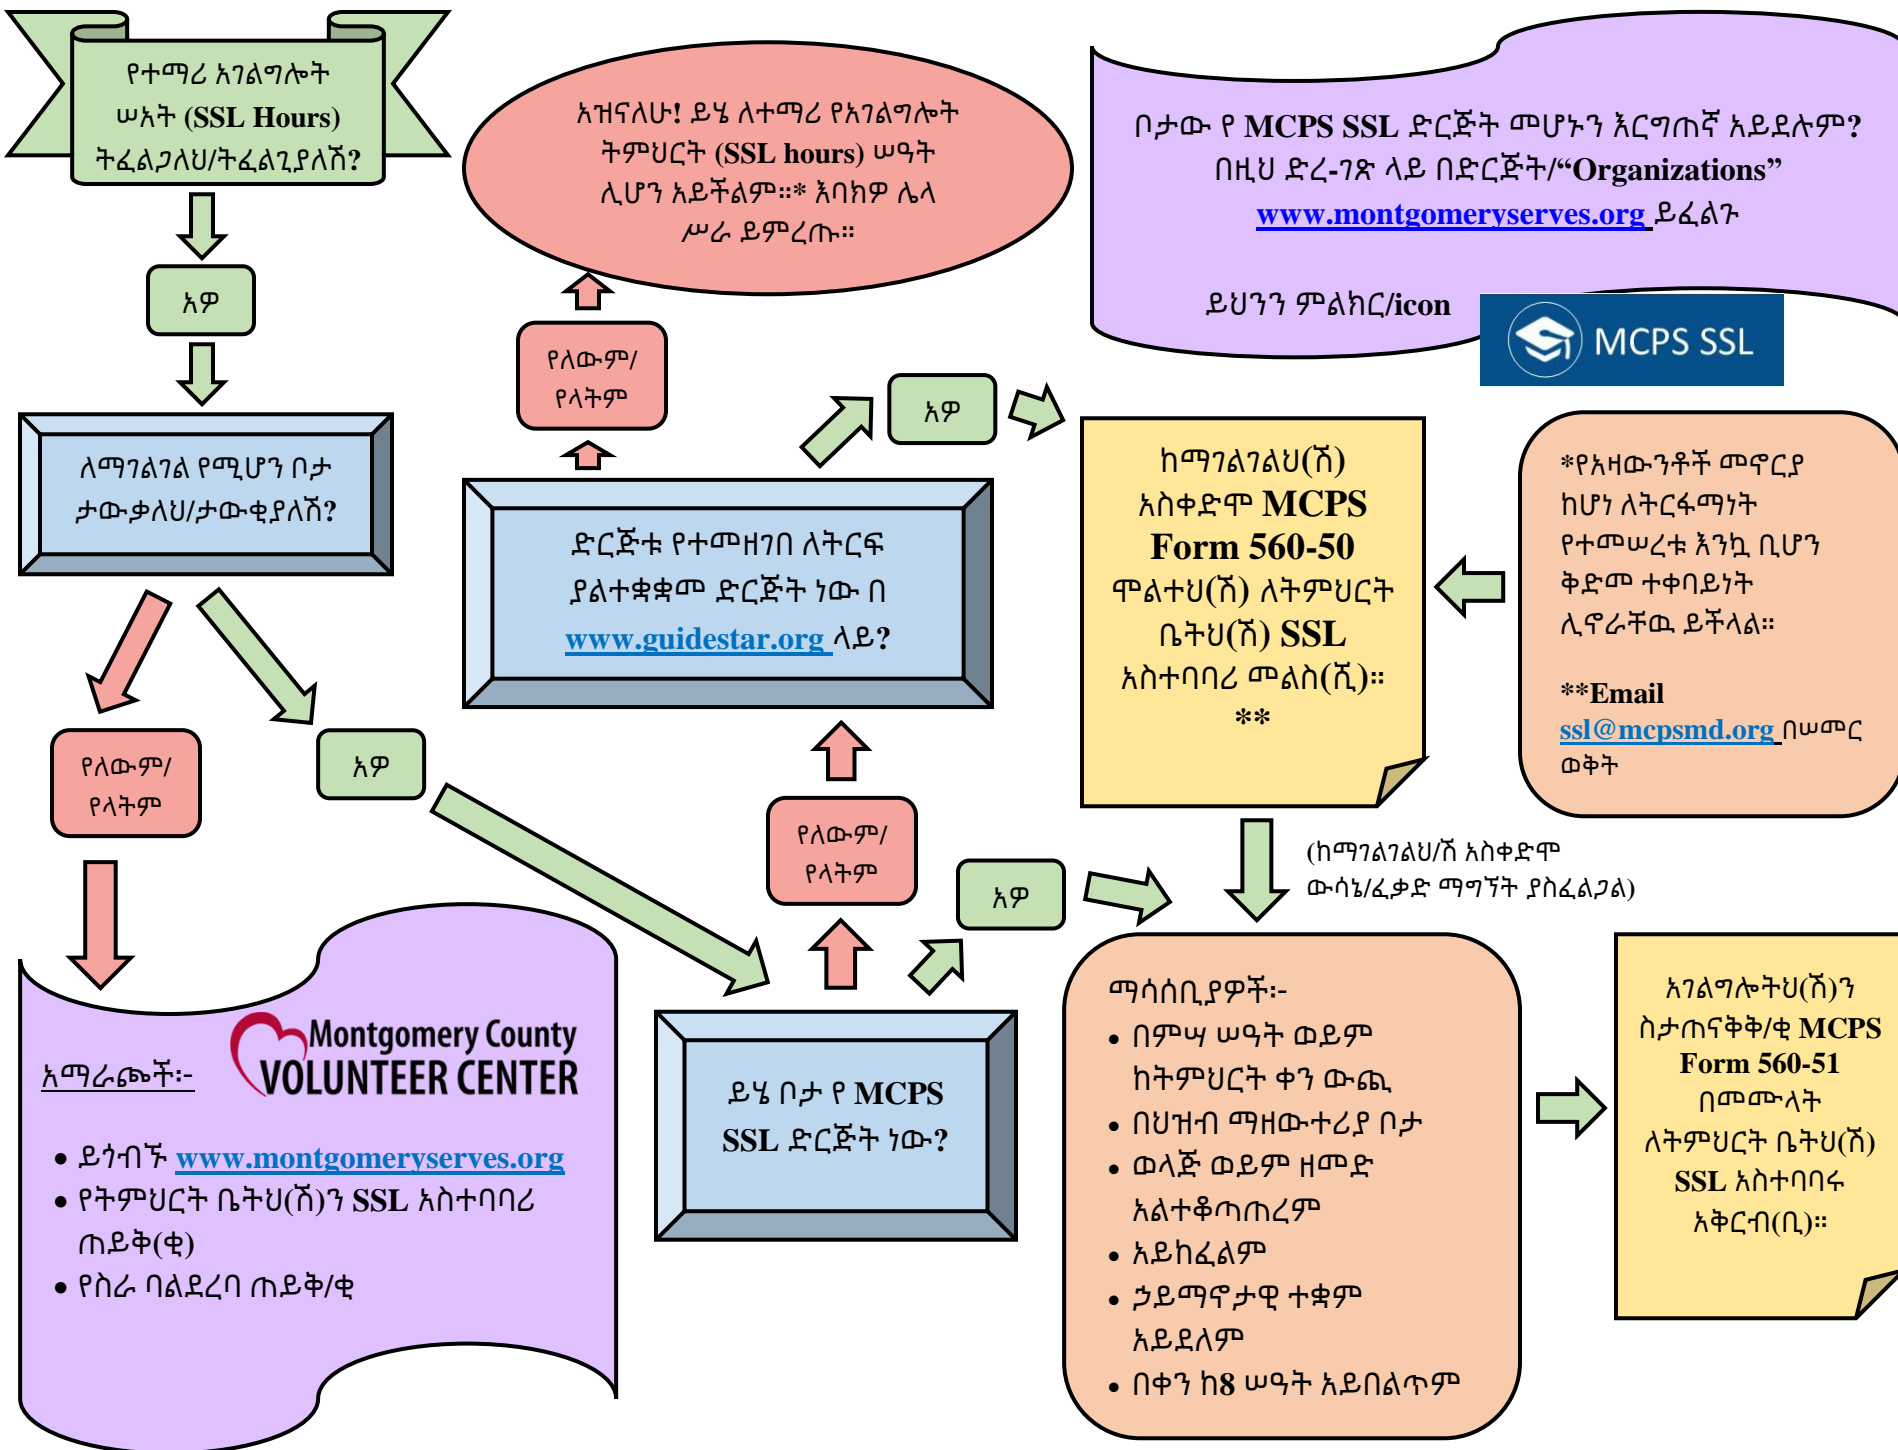 የተማሪ አገልግሎት
ሠአት (SSL Hours)
ትፈልጋለህ/ትፈልጊያለሽ?
አዎ
ለማገልገል የሚሆን ቦታ
ታውቃለህ/ታውቂያለሽ?
የለውም/
የላትም
አዎ
አማራጮች፡-
Montgomery County
VOLUNTEER CENTER
• ይጎብኙ www.montgomeryserves.org
• የትምህርት ቤትህ(ሽ)ን SSL አስተባባሪ
ጠይቅ(ቂ)
• የስራ ባልደረባ ጠይቅ/ቂ
አዝናለሁ! ይሄ ለተማሪ የአገልግሎት
ትምህርት (SSL hours) ሠዓት
ሊሆን አይችልም።* እባክዎ ሌላ
ሥራ ይምረጡ።
የለውም/
የላትም
ድርጅቱ የተመዘገበ ለትርፍ
ያልተቋቋመ ድርጅት ነው በ
www.guidestar.org ላይ?
አዎ
የለውም/
የላትም
አዎ
ይሄ ቦታ የ MCPS
SSL ድርጅት ነው?
ቦታው የ MCPS SSL ድርጅት መሆኑን እርግጠኛ አይደሉም?
በዚህ ድረ-ገጽ ላይ በድርጅት/“Organizations”
www.montgomeryserves.org ይፈልጉ
ይህንን ምልክር/icon
MCPS SSL
ከማገልገልህ(ሽ)
አስቀድሞ MCPS
Form 560-50
ሞልተህ(ሽ) ለትምህርት
ቤትህ(ሽ) SSL
አስተባባሪ መልስ(ሺ)።
**
*የአዛውንቶች መኖርያ
ከሆነ ለትርፋማነት
የተመሠረቱ እንኳ ቢሆን
ቅድመ ተቀባይነት
ሊኖራቸዉ ይችላል።
**Email
ssl@mcpsmd.org በሠመር
ወቅት
(ከማገልገልህ/ሽ አስቀድሞ
ውሳኔ/ፈቃድ ማግኘት ያስፈልጋል)
ማሳሰቢያዎች፡-
• በምሣ ሠዓት ወይም
ከትምህርት ቀን ውጪ
• በህዝብ ማዘውተሪያ ቦታ
• ወላጅ ወይም ዘመድ
አልተቆጣጠረም
• አይከፈልም
• ኃይማኖታዊ ተቋም
አይደለም
• በቀን ከ8 ሠዓት አይበልጥም
አገልግሎትህ(ሽ)ን
ስታጠናቅቅ/ቂ MCPS
Form 560-51
በመሙላት
ለትምህርት ቤትህ(ሽ)
SSL አስተባባሩ
አቅርብ(ቢ)።